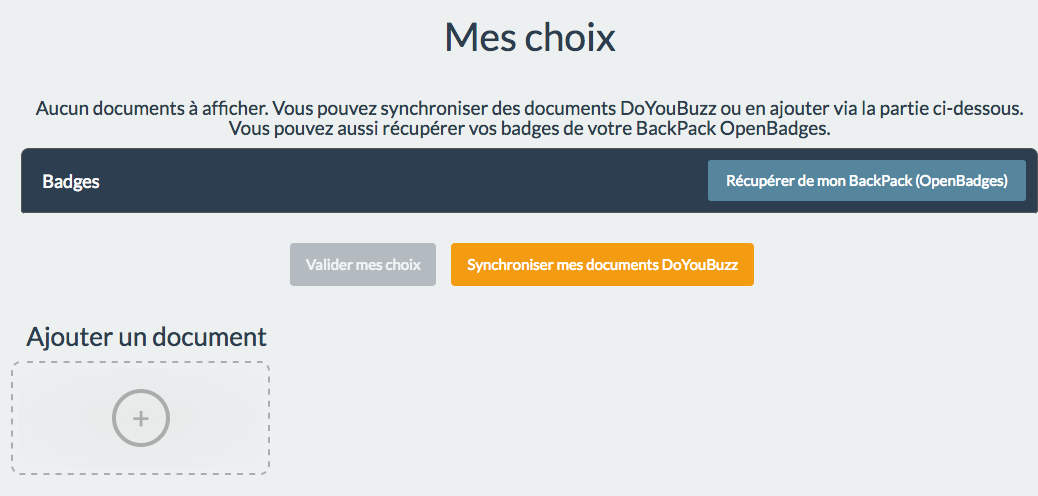 Mes choix
Aucun documents à afficher. Vous pouvez synchroniser des documents DoYouBuzz ou en ajouter via la partie ci-dessous.
Vous pouvez aussi récupérer vos badges de votre BackPack OpenBadges.
Badges
Récupérer de mon BackPack (OpenBadges)
Valider mes choix
Synchroniser mes documents DoYouBuzz
Ajouter un document
+